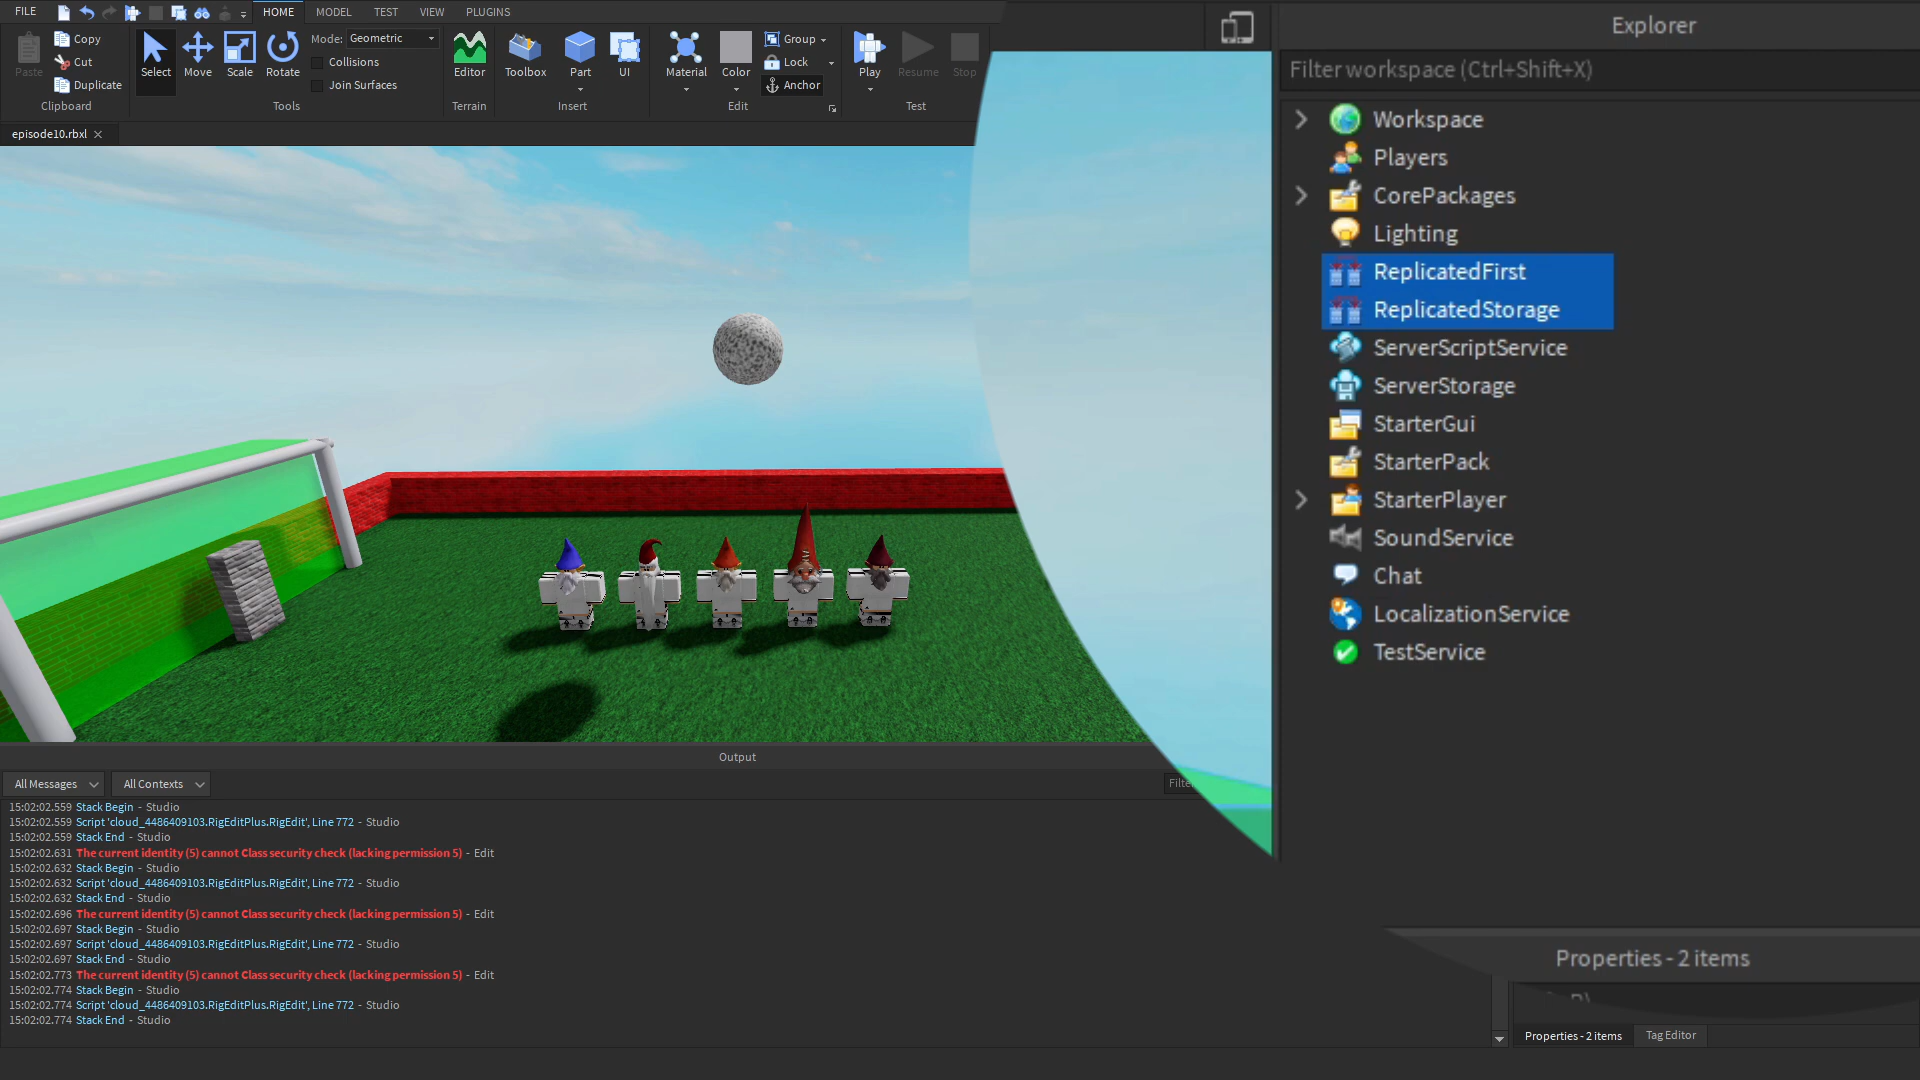 FILE
HOME
MODEL
TEST
VIEW
PLUGINS
Paste
Copy
Cut
Duplicate
Clipboard
Select
Move
Scale
Rotate
Mode: Geometric
Collisions
Join Surfaces
Tools
Editor
Terrain
Toolbox
Part
UI
Insert
Material
Color
Group
Lock
Anchor
Edit
Play
Resume
Stop
Test
episode10.rbxl
Output
All Messages
All Contexts
15:02:02.559 Stack Begin - Studio
15:02:02.559 Script 'cloud_4486409103.RigEditPlus.RigEdit', Line 772 - Studio
15:02:02.559 Stack End - Studio
15:02:02.631 The current identity (5) cannot Class security check (lacking permission 5) - Edit
15:02:02.632 Stack Begin - Studio
15:02:02.632 Script 'cloud_4486409103.RigEditPlus.RigEdit', Line 772 - Studio
15:02:02.632 Stack End - Studio
15:02:02.696 The current identity (5) cannot Class security check (lacking permission 5) - Edit
15:02:02.697 Stack Begin - Studio
15:02:02.697 Script 'cloud_4486409103.RigEditPlus.RigEdit', Line 772 - Studio
15:02:02.697 Stack End - Studio
15:02:02.773 The current identity (5) cannot Class security check (lacking permission 5) - Edit
15:02:02.774 Stack Begin - Studio
15:02:02.774 Script 'cloud_4486409103.RigEditPlus.RigEdit', Line 772 - Studio
15:02:02.774 Stack End - Studio
Explorer
Filter workspace (Ctrl+Shift+X)
Workspace
Players
CorePackages
Lighting
ReplicatedFirst
ReplicatedStorage
ServerScriptService
ServerStorage
StarterGui
StarterPack
StarterPlayer
SoundService
Chat
LocalizationService
TestService
Properties - 2 items
Properties - 2 items
Tag Editor